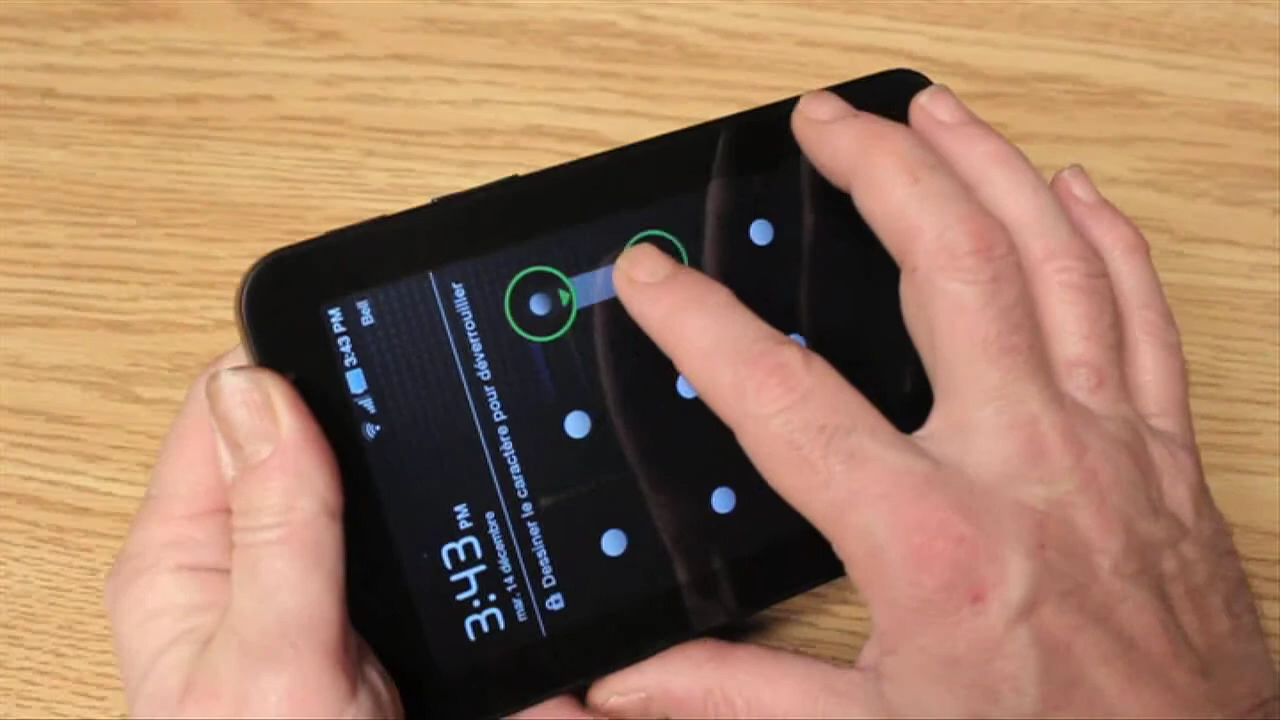 Bell
3:43 PM
3:43 PM
mar. 14 décembre
Dessiner le caractère pour déverrouiller